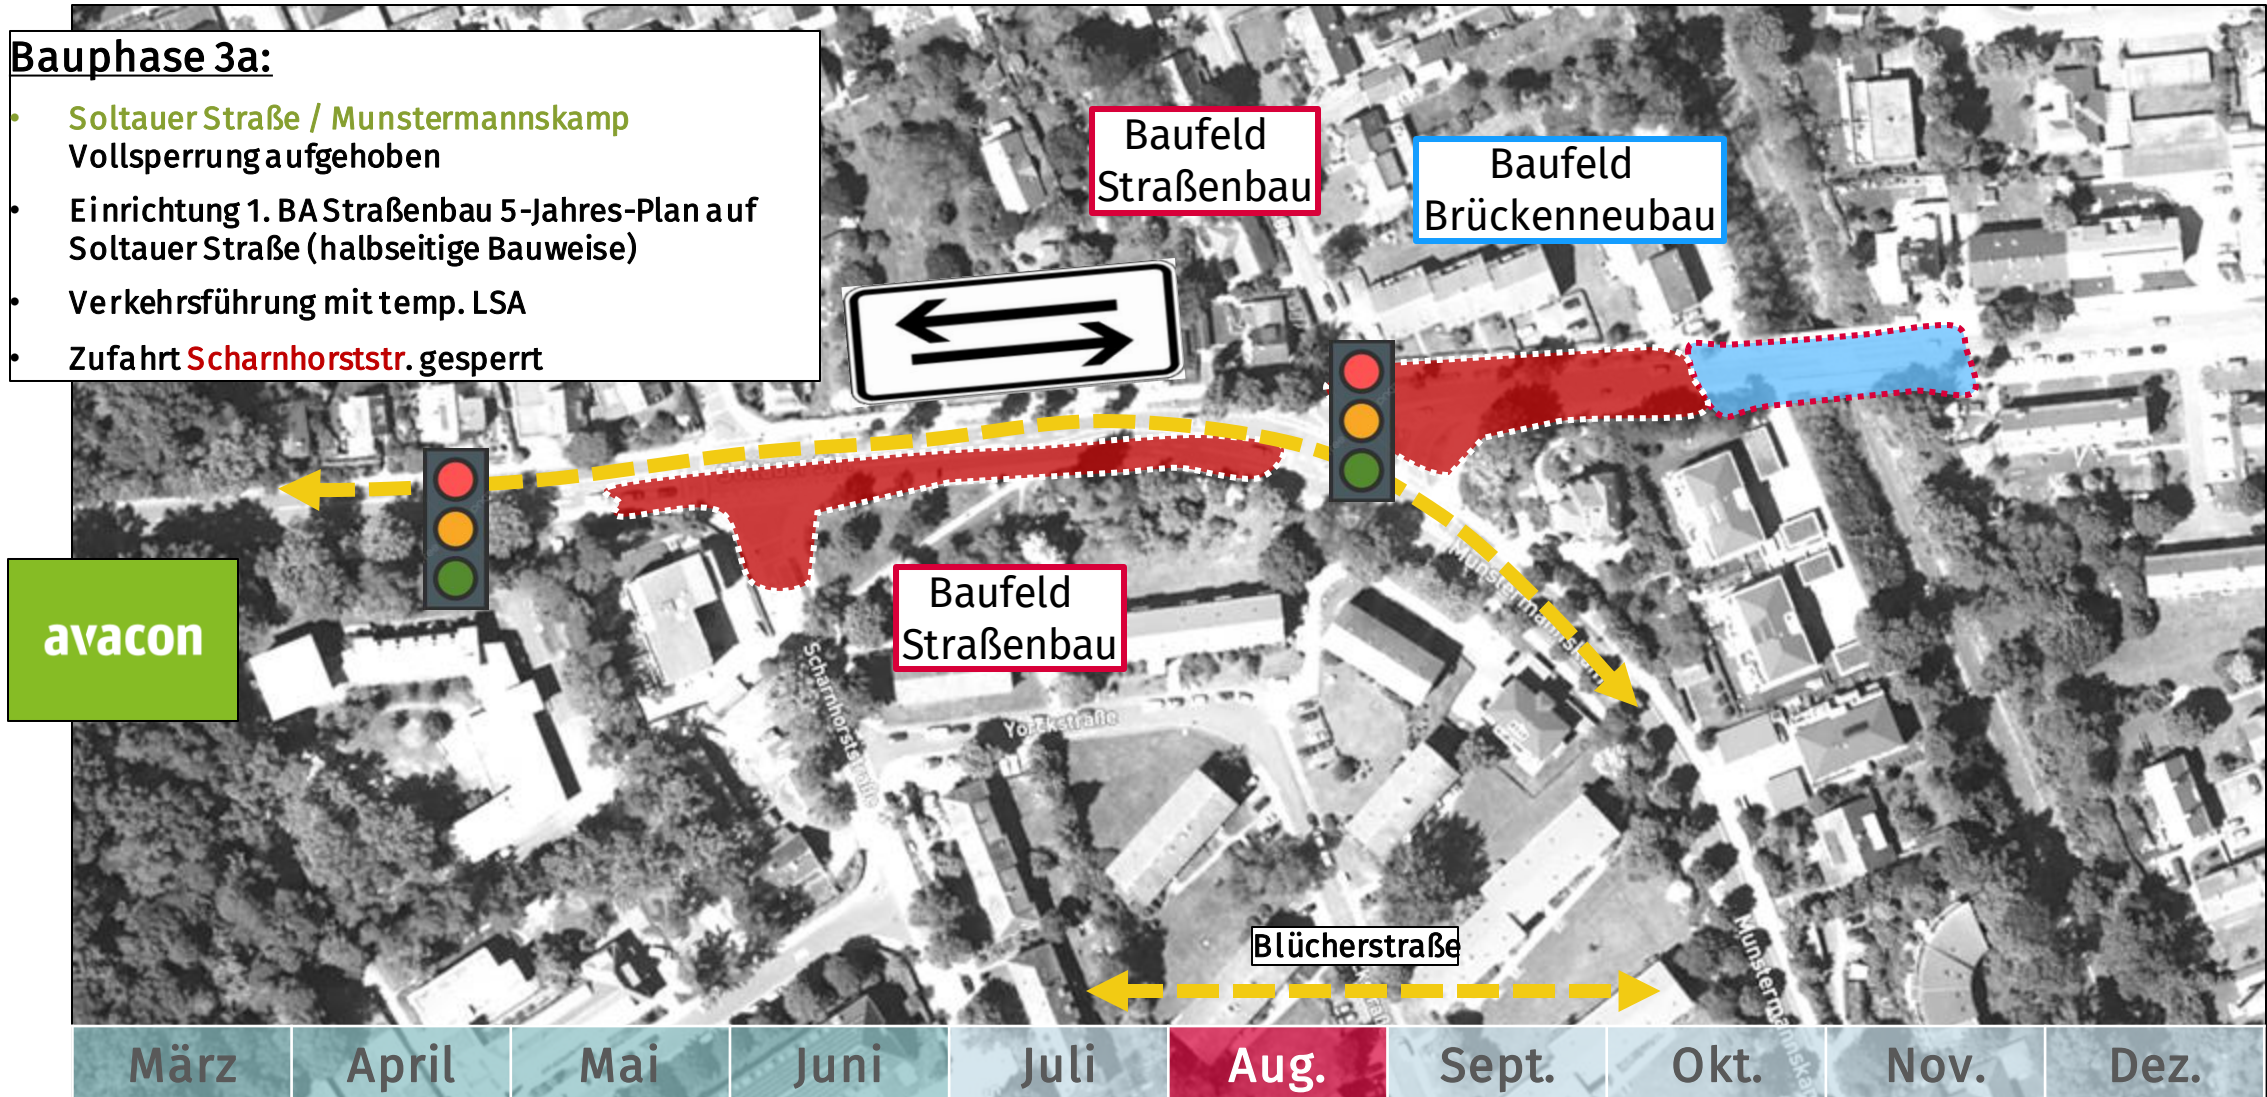 Bauphase 3a:
• Soltauer Straße / Munstermannskamp
Vollsperrung aufgehoben
• Einrichtung 1. BA Straßenbau 5-Jahres-Plan auf
Soltauer Straße (halbseitige Bauweise)
• Verkehrsführung mit temp. LSA
• Zufahrt Scharnhorststr. gesperrt
Baufeld
Straßenbau
Baufeld
Brückenneubau
Baufeld
Straßenbau
avacon
Munstermannskamp
Scharnhorststraße
Yorckstraße
Blücherstraße
Munstermannskamp
März April Mai Juni Juli Aug. Sept. Okt. Nov. Dez.